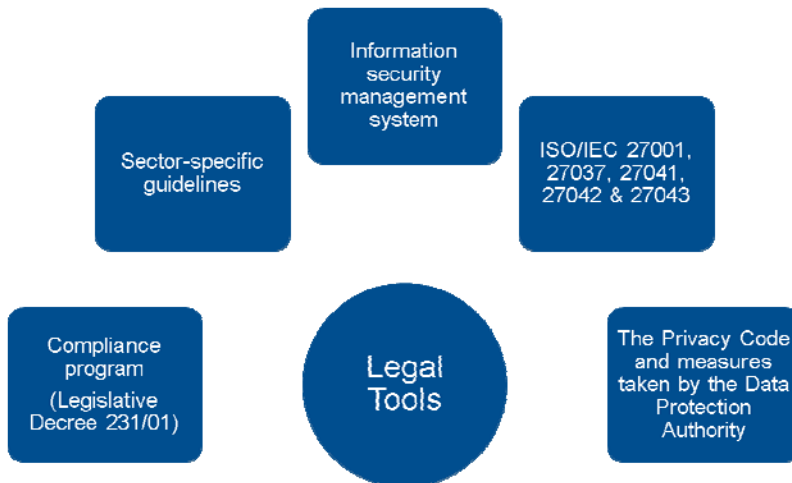 Information
security
management
system
Sector-specific
guidelines
ISO/IEC 27001,
27037, 27041,
27042 & 27043
Compliance
program
(Legislative
Decree 231/01)
Legal
Tools
The Privacy Code
and measures
taken by the Data
Protection
Authority